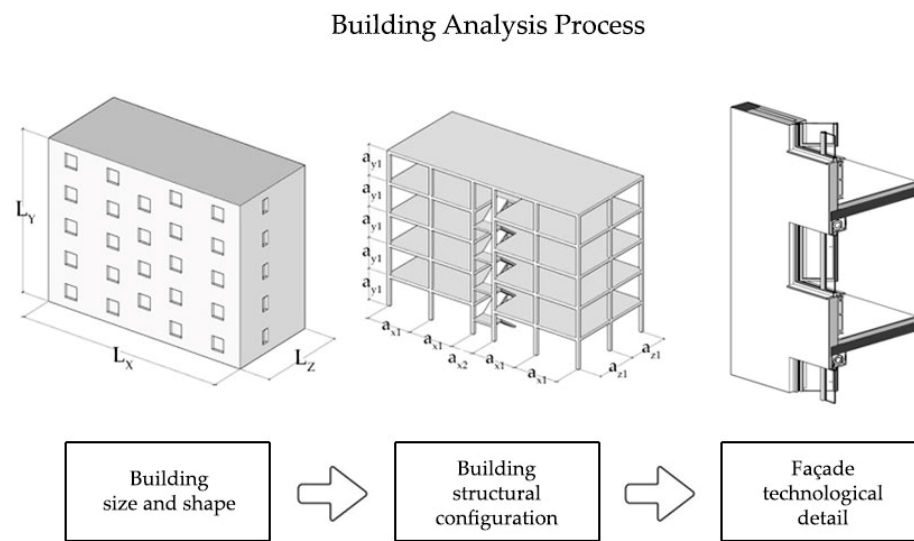 Building Analysis Process
L_Y
L_X
L_Z
a_y1
a_y1
a_y1
a_y1
a_y1
a_x1
a_x1
a_x2
a_x1
a_x1
a_z1
a_z1
Building
size and shape
Building
structural
configuration
Façade
technological
detail